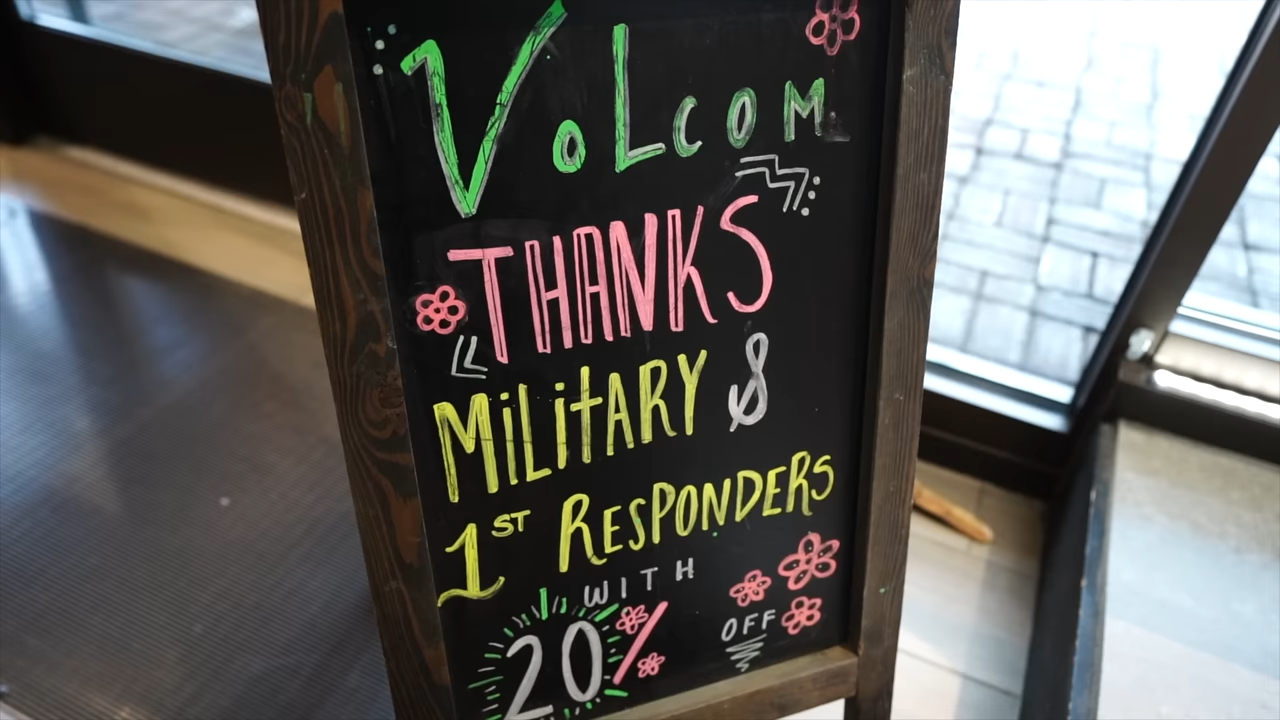 VoLcoM
THANKS
MiLitARY &
1ST RESPONDERS
WITH
20% OFF